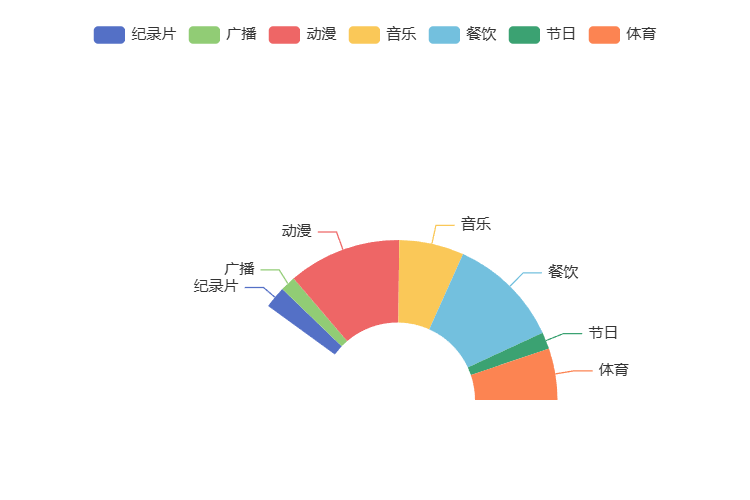 纪录片 广播 动漫 音乐 餐饮 节日 体育
音乐
动漫
广播
餐饮
纪录片
节日
体育